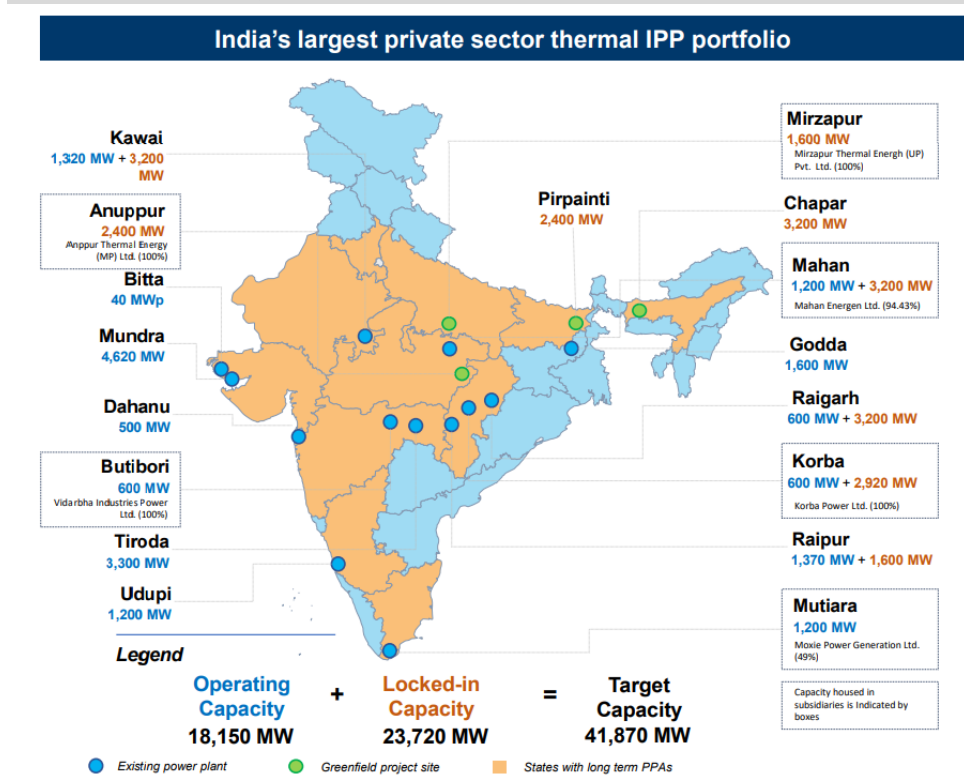 India's largest private sector thermal IPP portfolio
Kawai
1,320 MW + 3,200
MW
Anuppur
2,400 MW
Anppur Thermal Energy
(MP) Ltd. (100%)
Bitta
40 MWp
Mundra
4,620 MW
Dahanu
500 MW
Butibori
600 MW
Vidarbha Industries Power
Ltd. (100%)
Tiroda
3,300 MW
Udupi
1,200 MW
Pirpainti
2,400 MW
Mirzapur
1,600 MW
Mirzapur Thermal Energh (UP)
Pvt. Ltd. (100%)
Chapar
3,200 MW
Mahan
1,200 MW + 3,200 MW
Mahan Energen Ltd. (94.43%)
Godda
1,600 MW
Raigarh
600 MW + 3,200 MW
Korba
600 MW + 2,920 MW
Korba Power Ltd. (100%)
Raipur
1,370 MW + 1,600 MW
Mutiara
1,200 MW
Moxie Power Generation Ltd.
(49%)
Capacity housed in
subsidiaries is Indicated by
boxes
Legend
Operating
Capacity
18,150 MW
+
Locked-in
Capacity
23,720 MW
=
Target
Capacity
41,870 MW
Existing power plant
Greenfield project site
States with long term PPAs